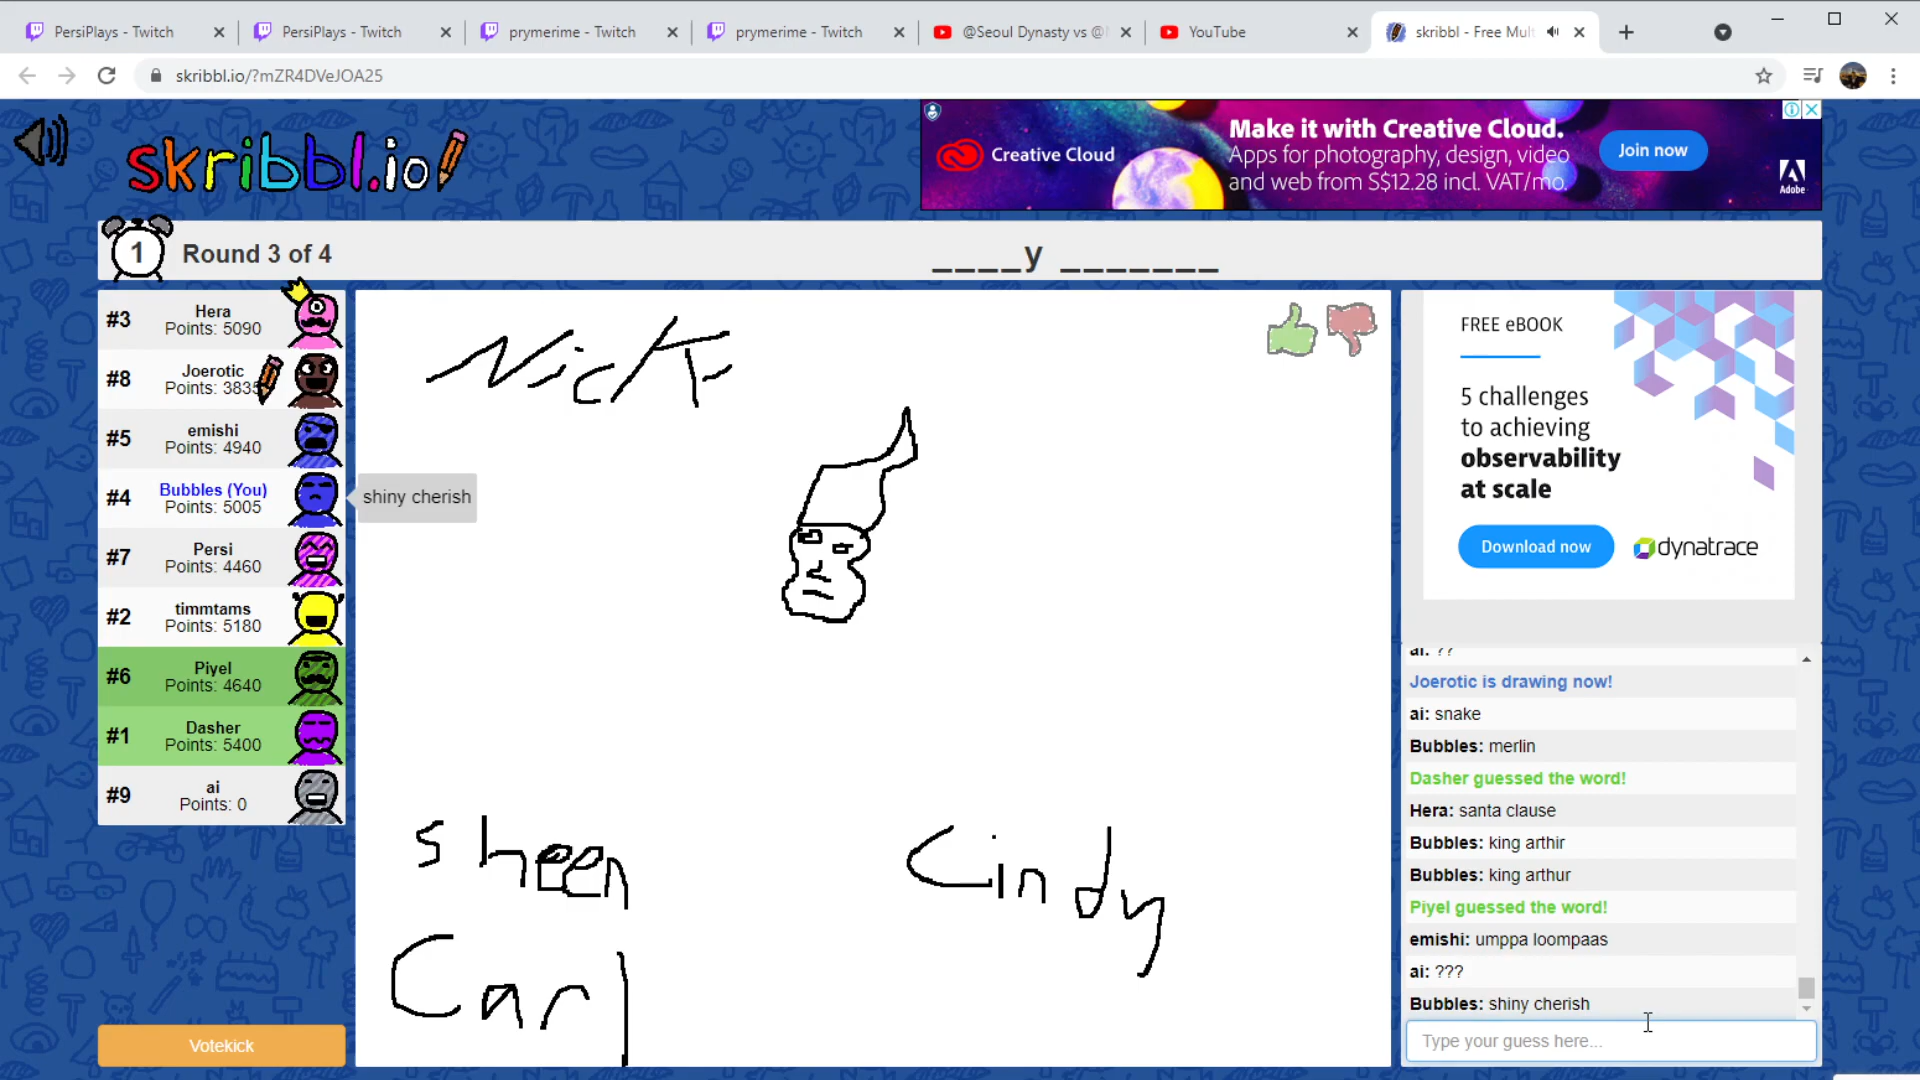 PersiPlays - Twitch
PersiPlays - Twitch
prymerime - Twitch
prymerime - Twitch
@Seoul Dynasty vs @
YouTube
skribbl - Free Mult
skribbl.io/?mZR4DVeJOA25
skribbl.io
Creative Cloud
Make it with Creative Cloud.
Apps for photography, design, video
and web from S$12.28 incl. VAT/mo.
Join now
Adobe
1
Round 3 of 4
____y _______
#3
Hera
Points: 5090
#8
Joerotic
Points: 3835
#5
emishi
Points: 4940
#4
Bubbles (You)
Points: 5005
shiny cherish
#7
Persi
Points: 4460
#2
timmtams
Points: 5180
#6
Piyel
Points: 4640
#1
Dasher
Points: 5400
#9
ai
Points: 0
Votekick
Nick
sheen
Cindy
Carl
FREE eBOOK
5 challenges
to achieving
observability
at scale
Download now
dynatrace
ai: ??
Joerotic is drawing now!
ai: snake
Bubbles: merlin
Dasher guessed the word!
Hera: santa clause
Bubbles: king arthir
Bubbles: king arthur
Piyel guessed the word!
emishi: umppa loompaas
ai: ???
Bubbles: shiny cherish
Type your guess here...